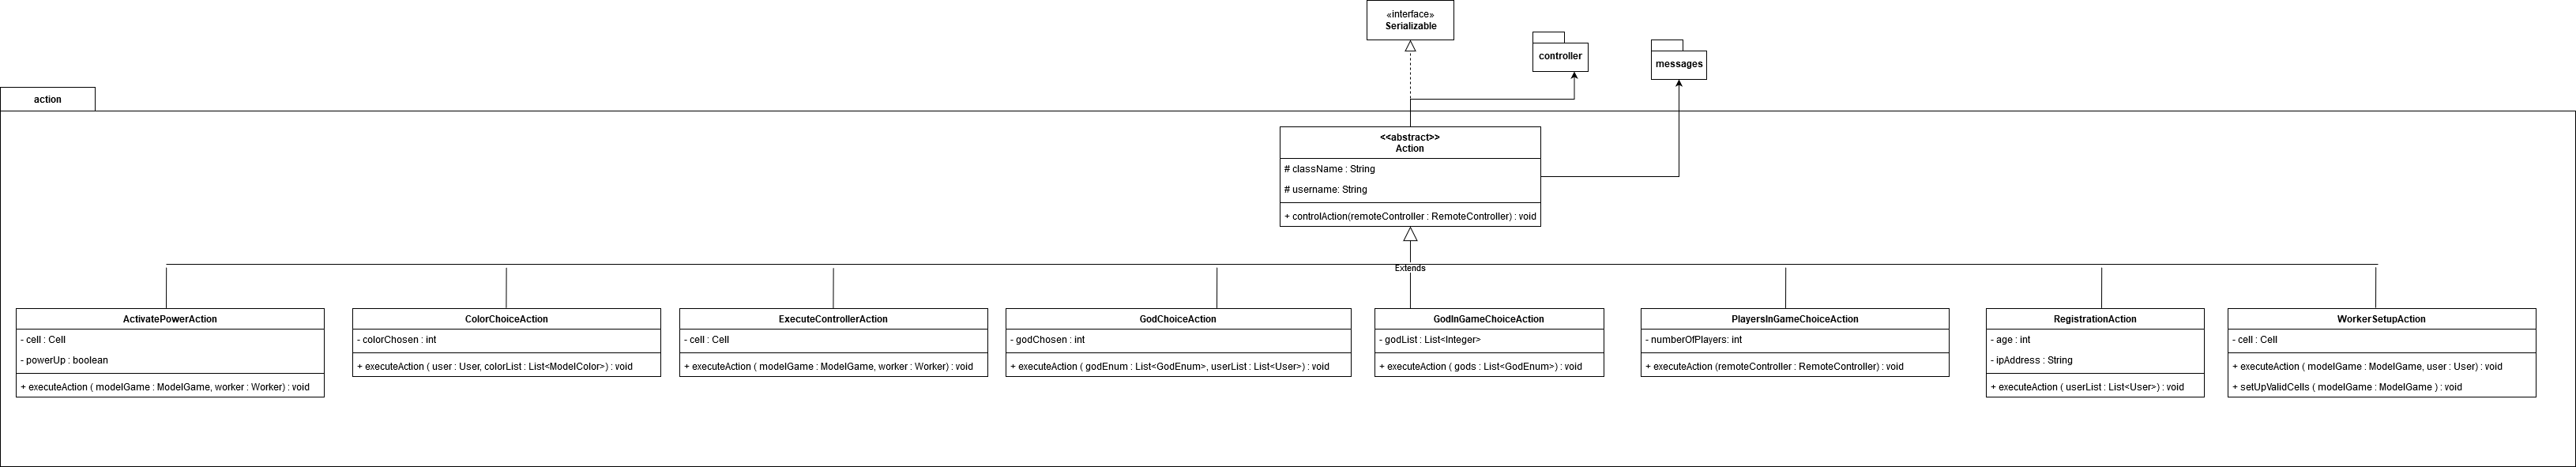 «interface»
Serializable
controller
messages
action
<<abstract>>
Action
# className : String
# username: String
+ controlAction(remoteController : RemoteController) : void
Extends
ActivatePowerAction
- cell : Cell
- powerUp : boolean
+ executeAction ( modelGame : ModelGame, worker : Worker) : void
ColorChoiceAction
- colorChosen : int
+ executeAction ( user : User, colorList : List<ModelColor>) : void
ExecuteControllerAction
- cell : Cell
+ executeAction ( modelGame : ModelGame, worker : Worker) : void
GodChoiceAction
- godChosen : int
+ executeAction ( godEnum : List<GodEnum>, userList : List<User>) : void
GodInGameChoiceAction
- godList : List<Integer>
+ executeAction ( gods : List<GodEnum>) : void
PlayersInGameChoiceAction
- numberOfPlayers: int
+ executeAction (remoteController : RemoteController) : void
RegistrationAction
- age : int
- ipAddress : String
+ executeAction ( userList : List<User>) : void
WorkerSetupAction
- cell : Cell
+ executeAction ( modelGame : ModelGame, user : User) : void
+ setUpValidCells ( modelGame : ModelGame ) : void